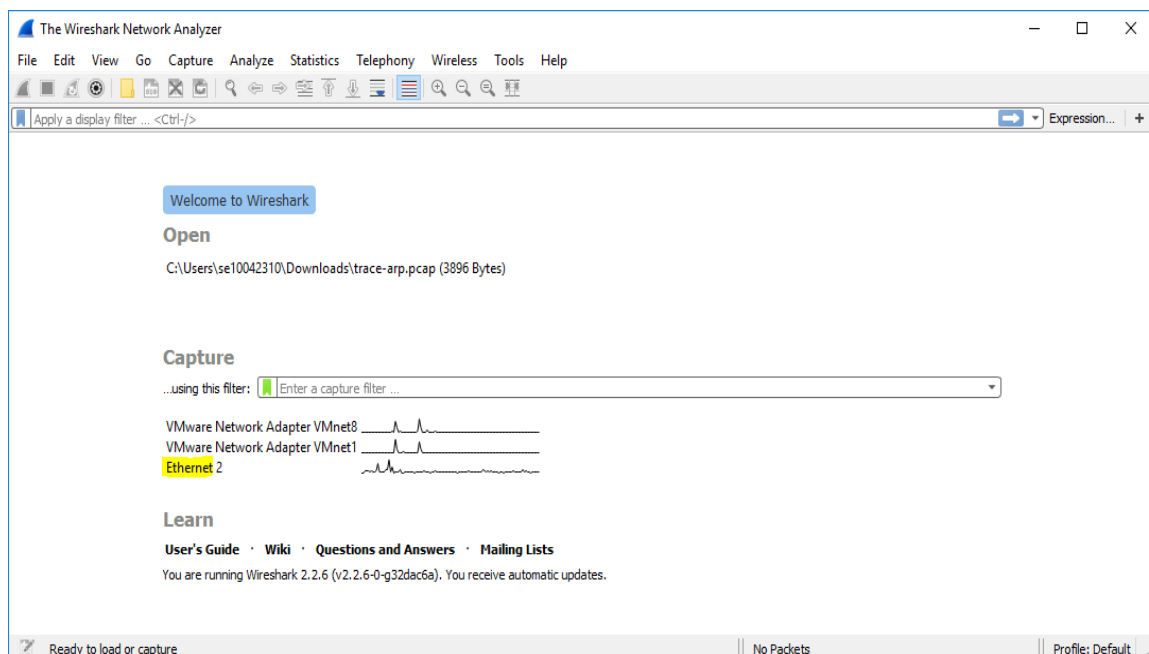 The Wireshark Network Analyzer
File Edit View Go Capture Analyze Statistics Telephony Wireless Tools Help
Apply a display filter ... <Ctrl-/> Expression... +
Welcome to Wireshark
Open
C:\Users\se10042310\Downloads\trace-arp.pcap (3896 Bytes)
Capture
...using this filter: Enter a capture filter ...
VMware Network Adapter VMnet8
VMware Network Adapter VMnet1
Ethernet 2
Learn
User's Guide · Wiki · Questions and Answers · Mailing Lists
You are running Wireshark 2.2.6 (v2.2.6-0-g32dac6a). You receive automatic updates.
Ready to load or capture No Packets Profile: Default